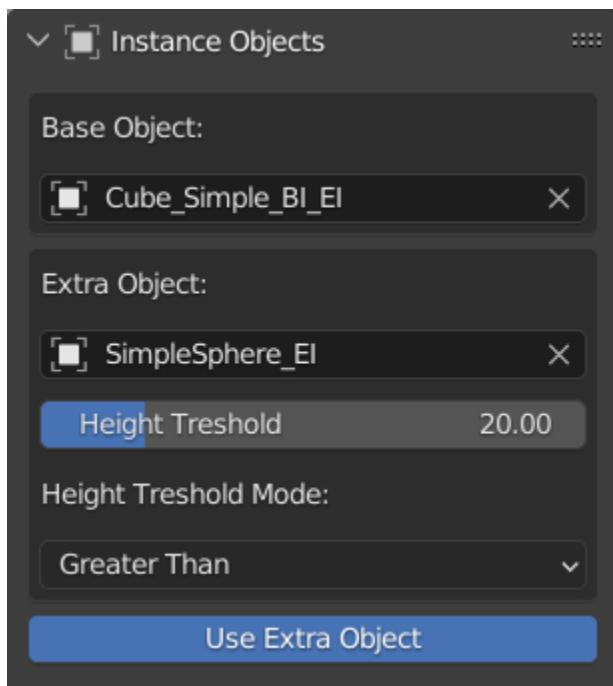 Instance Objects
Base Object:
Cube_Simple_BI_EI
Extra Object:
SimpleSphere_EI
Height Treshold 20.00
Height Treshold Mode:
Greater Than
Use Extra Object